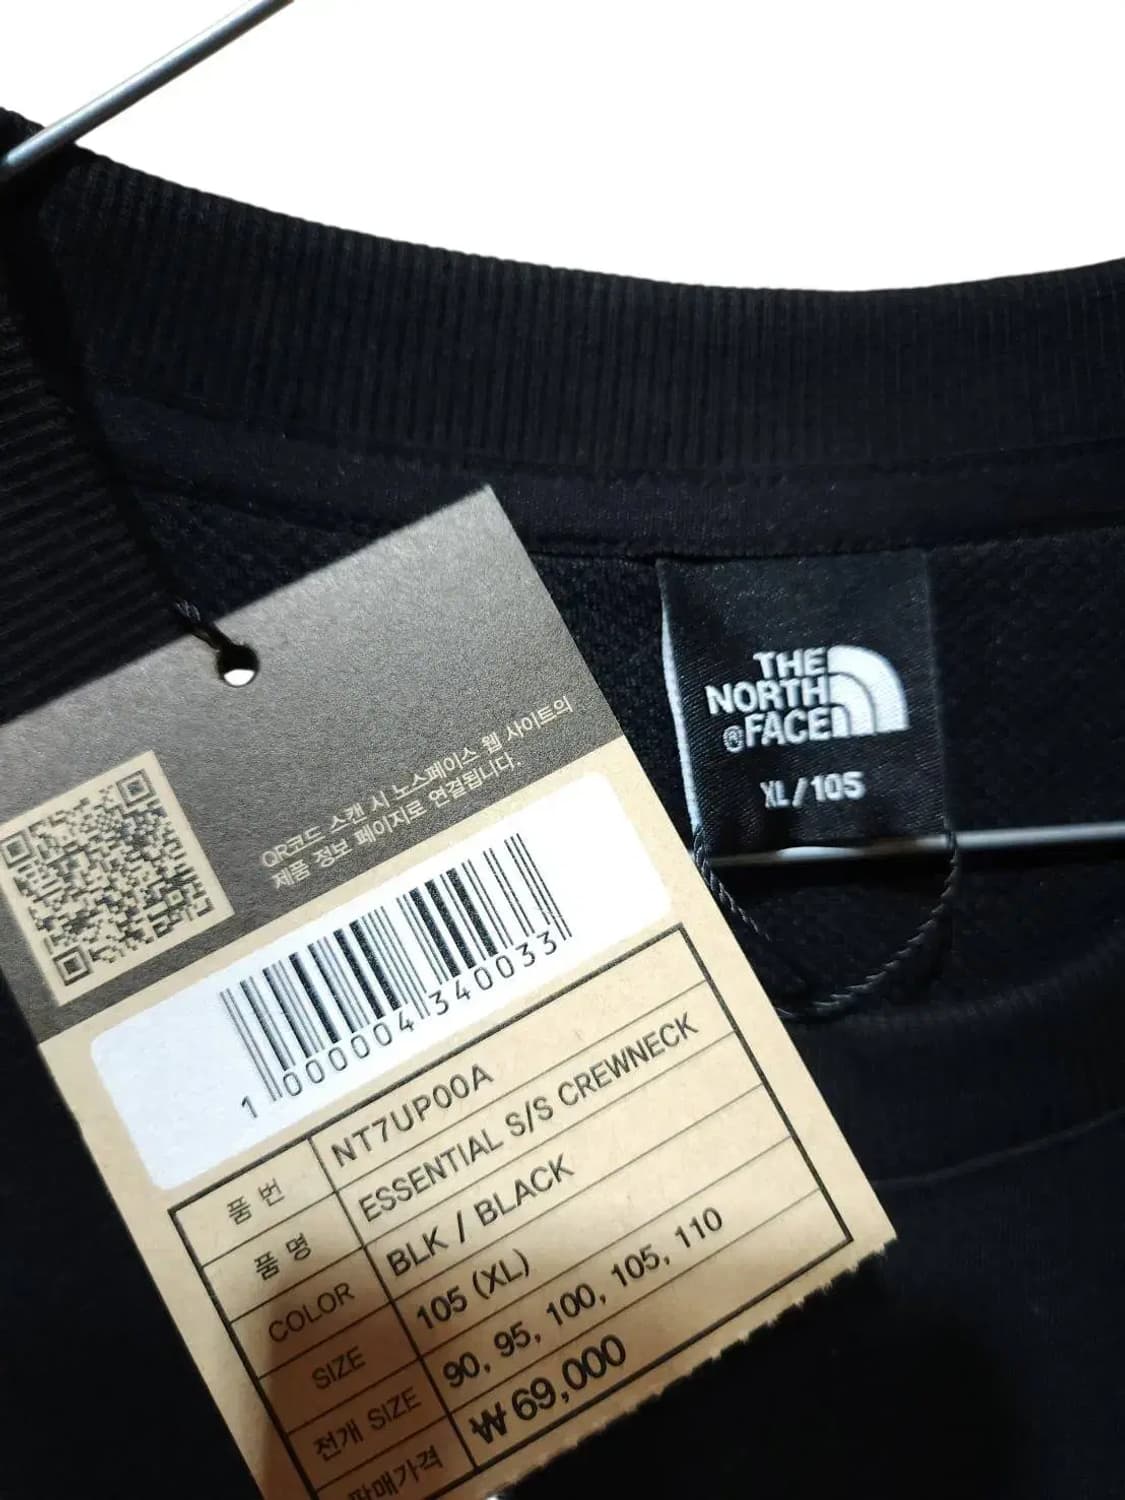 THE
NORTH
®FACE
XL/105
QR코드 스캔 시 노스페이스 웹 사이트의
제품 정보 페이지로 연결됩니다.
1000004340033
품번 NT7UP00A
품명 ESSENTIAL S/S CREWNECK
COLOR BLK / BLACK
SIZE 105 (XL)
전개 SIZE 90, 95, 100, 105, 110
판매가격 ₩69,000